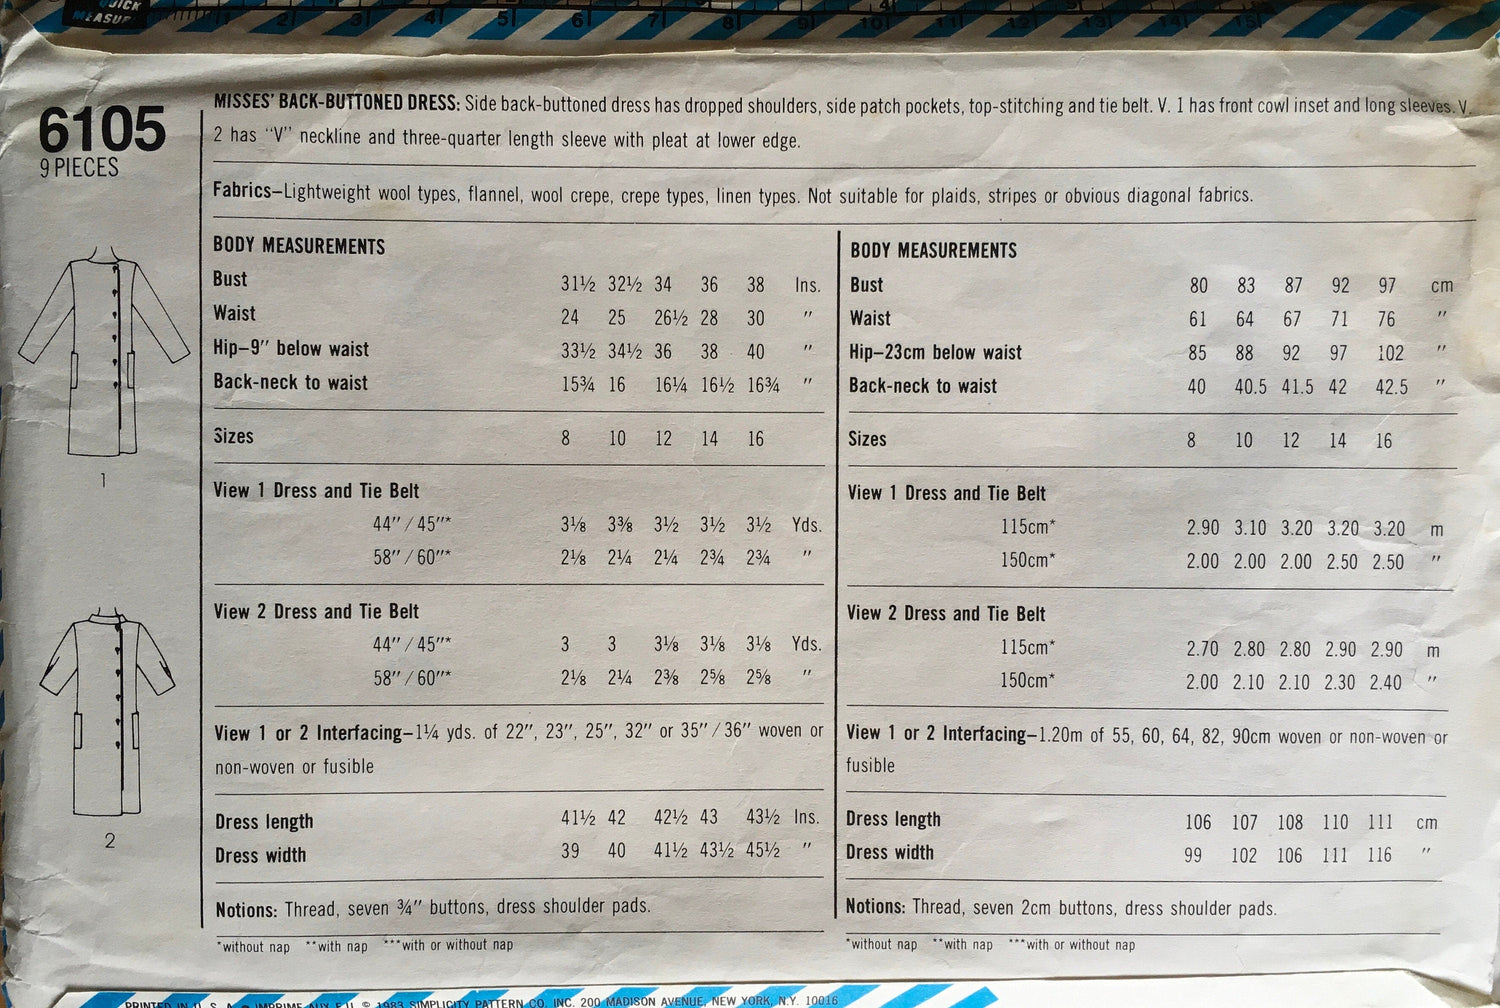 QUICK
MEASUR
2 3 4 5 6 7 8 9 10 11 12 13 14 15
6105
9 PIECES
MISSES' BACK-BUTTONED DRESS: Side back-buttoned dress has dropped shoulders, side patch pockets, top-stitching and tie belt. V. 1 has front cowl inset and long sleeves. V.
2 has "V" neckline and three-quarter length sleeve with pleat at lower edge.
Fabrics—Lightweight wool types, flannel, wool crepe, crepe types, linen types. Not suitable for plaids, stripes or obvious diagonal fabrics.
BODY MEASUREMENTS
Bust 31½ 32½ 34 36 38 Ins.
Waist 24 25 26½ 28 30 "
Hip—9" below waist 33½ 34½ 36 38 40 "
Back-neck to waist 15¾ 16 16¼ 16½ 16¾ "
Sizes 8 10 12 14 16
View 1 Dress and Tie Belt
44"/45"* 3⅛ 3⅜ 3½ 3½ 3½ Yds.
58"/60"* 2⅛ 2¼ 2¼ 2¾ 2¾ "
View 2 Dress and Tie Belt
44"/45"* 3 3 3⅛ 3⅛ 3⅛ Yds.
58"/60"* 2⅛ 2¼ 2⅜ 2⅝ 2⅝ "
View 1 or 2 Interfacing—1¼ yds. of 22", 23", 25", 32" or 35"/36" woven or
non-woven or fusible
Dress length 41½ 42 42½ 43 43½ Ins.
Dress width 39 40 41½ 43½ 45½ "
Notions: Thread, seven ¾" buttons, dress shoulder pads.
*without nap **with nap ***with or without nap
BODY MEASUREMENTS
Bust 80 83 87 92 97 cm
Waist 61 64 67 71 76 "
Hip—23cm below waist 85 88 92 97 102 "
Back-neck to waist 40 40.5 41.5 42 42.5 "
Sizes 8 10 12 14 16
View 1 Dress and Tie Belt
115cm* 2.90 3.10 3.20 3.20 3.20 m
150cm* 2.00 2.00 2.00 2.50 2.50 "
View 2 Dress and Tie Belt
115cm* 2.70 2.80 2.80 2.90 2.90 m
150cm* 2.00 2.10 2.10 2.30 2.40 "
View 1 or 2 Interfacing—1.20m of 55, 60, 64, 82, 90cm woven or non-woven or
fusible
Dress length 106 107 108 110 111 cm
Dress width 99 102 106 111 116 "
Notions: Thread, seven 2cm buttons, dress shoulder pads.
*without nap **with nap ***with or without nap
1
2
PRINTED IN U. S. A. IMPRIME AUX E.U. © 1983 SIMPLICITY PATTERN CO. INC. 200 MADISON AVENUE, NEW YORK, N.Y. 10016